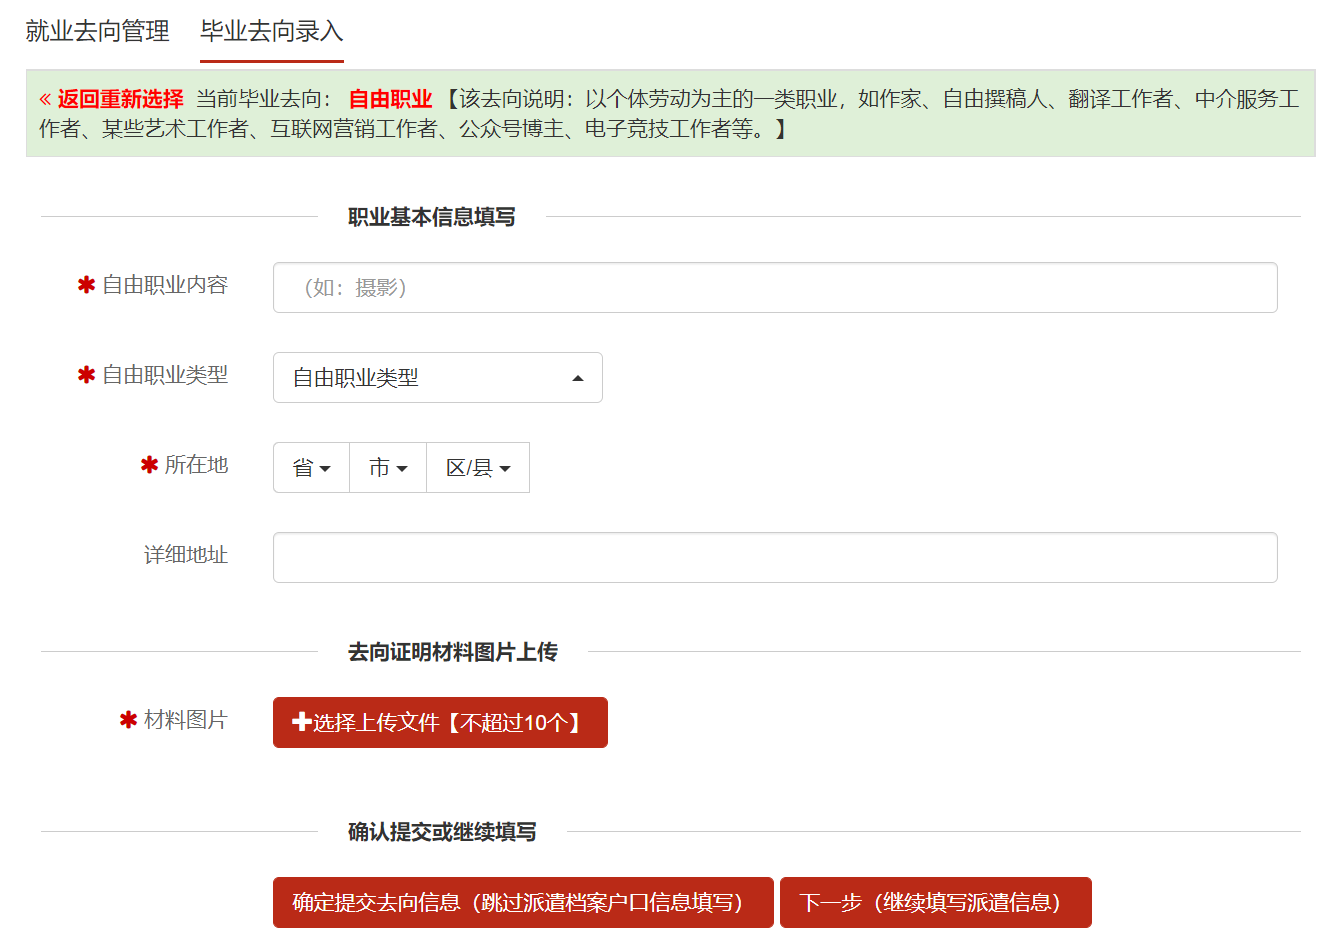 就业去向管理 毕业去向录入
« 返回重新选择 当前毕业去向： 自由职业 【该去向说明：以个体劳动为主的一类职业，如作家、自由撰稿人、翻译工作者、中介服务工
作者、某些艺术工作者、互联网营销工作者、公众号博主、电子竞技工作者等。】
职业基本信息填写
✱ 自由职业内容 （如：摄影）
✱ 自由职业类型 自由职业类型
✱ 所在地 省 市 区/县
详细地址
去向证明材料图片上传
✱ 材料图片 ✚选择上传文件【不超过10个】
确认提交或继续填写
确定提交去向信息（跳过派遣档案户口信息填写） 下一步（继续填写派遣信息）